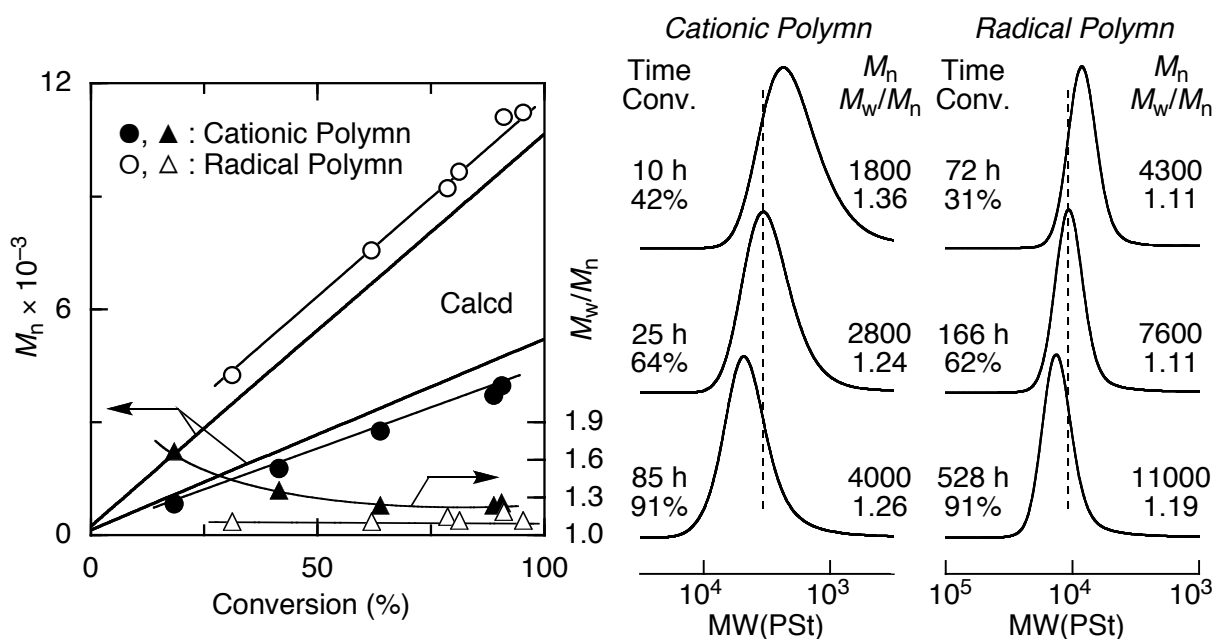 12
6
0
Mn × 10−3
●, ▲ : Cationic Polymn
○, △ : Radical Polymn
Calcd
Mw/Mn
1.9
1.6
1.3
1.0
0
50
100
Conversion (%)
Cationic Polymn
Time
Conv.
Mn
Mw/Mn
10 h
42%
1800
1.36
25 h
64%
2800
1.24
85 h
91%
4000
1.26
104
103
MW(PSt)
Radical Polymn
Time
Conv.
Mn
Mw/Mn
72 h
31%
4300
1.11
166 h
62%
7600
1.11
528 h
91%
11000
1.19
105
104
103
MW(PSt)